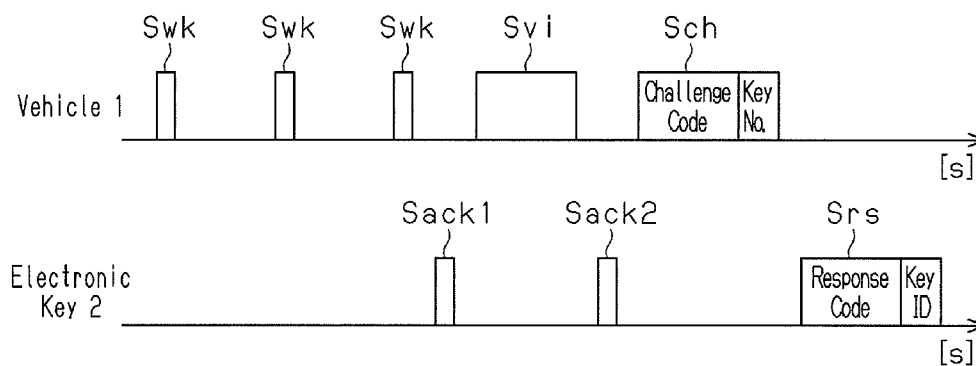 Swk Swk Swk Svi Sch
Vehicle 1
Challenge Code
Key No.
[s]
Sack1 Sack2 Srs
Electronic Key 2
Response Code
Key ID
[s]